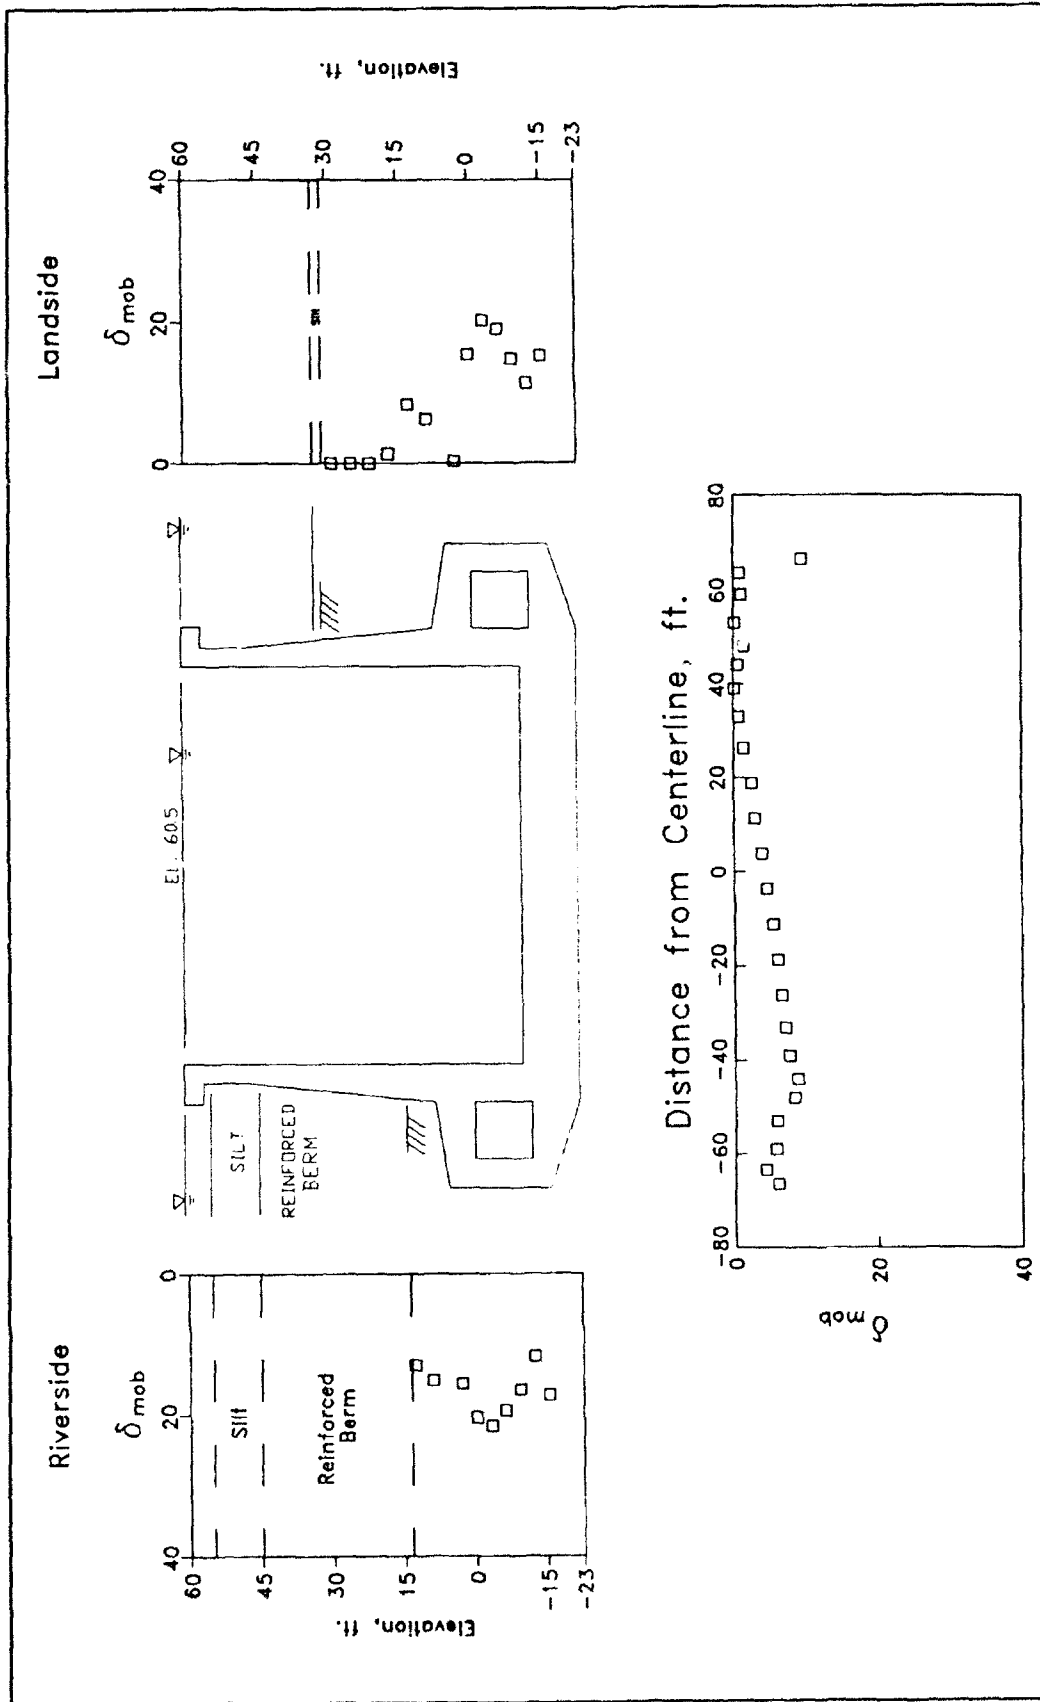 Riverside
δmob
40
20
0
60
45
30
15
0
-15
-23
Elevation, ft.
Silt
Reinforced
Berm
SILT
REINFORCED
BERM
EL. 60.5
Landside
δmob
0
20
40
Silt
60
45
30
15
0
-15
-23
Elevation, ft.
Distance from Centerline, ft.
-80
-60
-40
-20
0
20
40
60
80
0
20
40
δmob